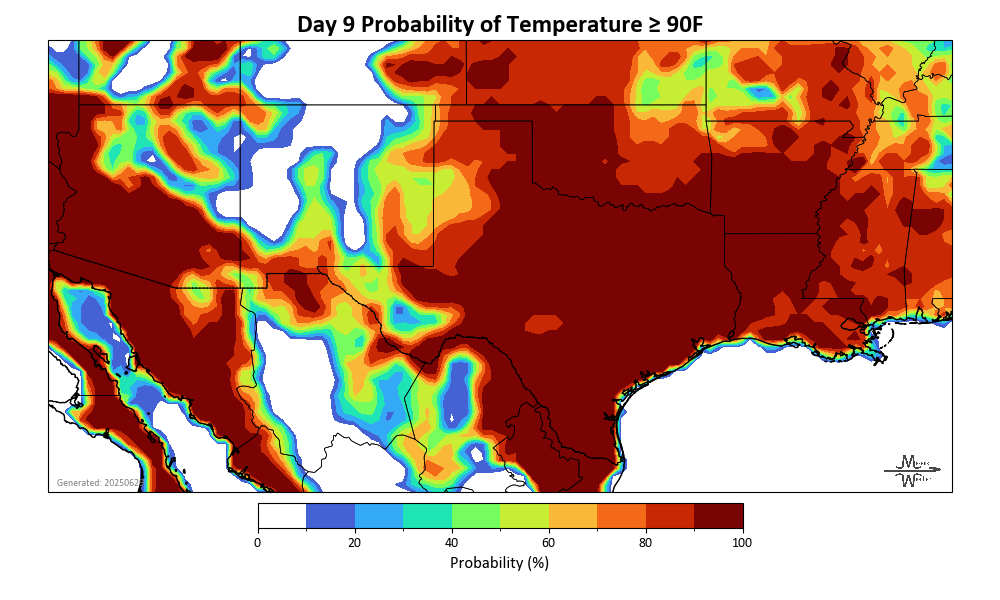 Day 9 Probability of Temperature ≥ 90F
Generated: 2025062
0 20 40 60 80 100
Probability (%)